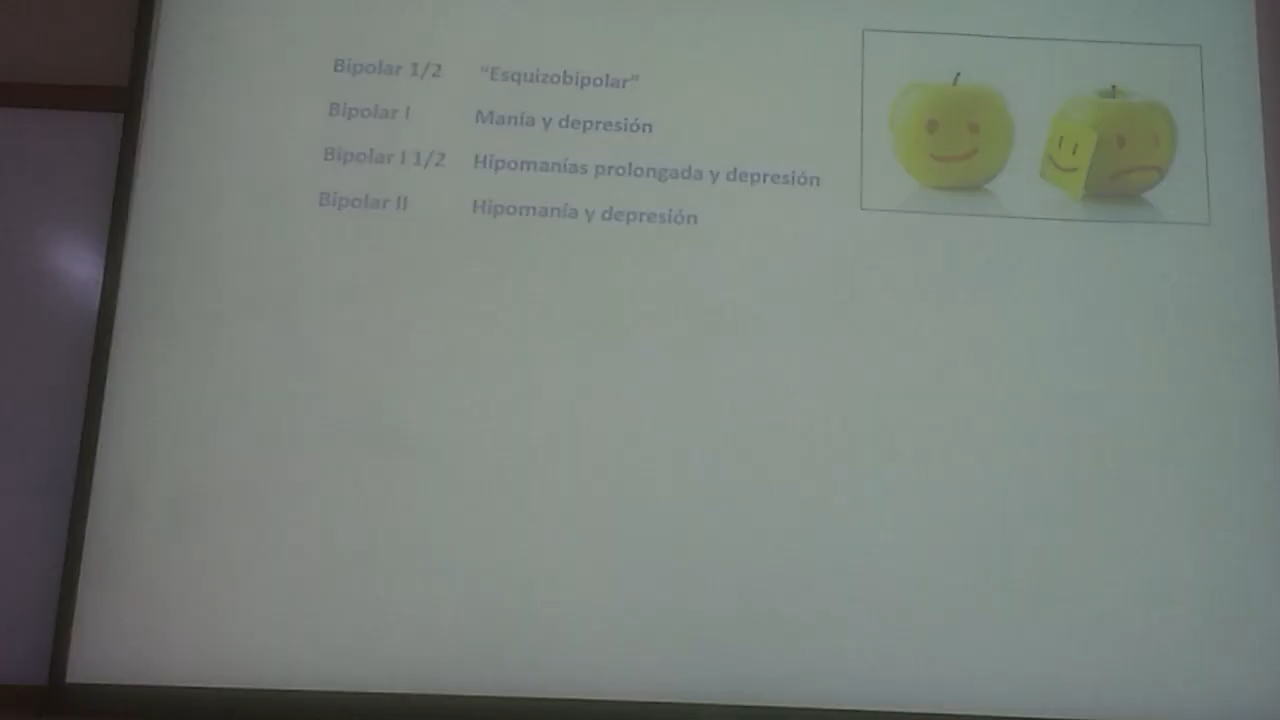 Bipolar 1/2 "Esquizobipolar"
Bipolar I Manía y depresión
Bipolar I 1/2 Hipomanías prolongada y depresión
Bipolar II Hipomanía y depresión